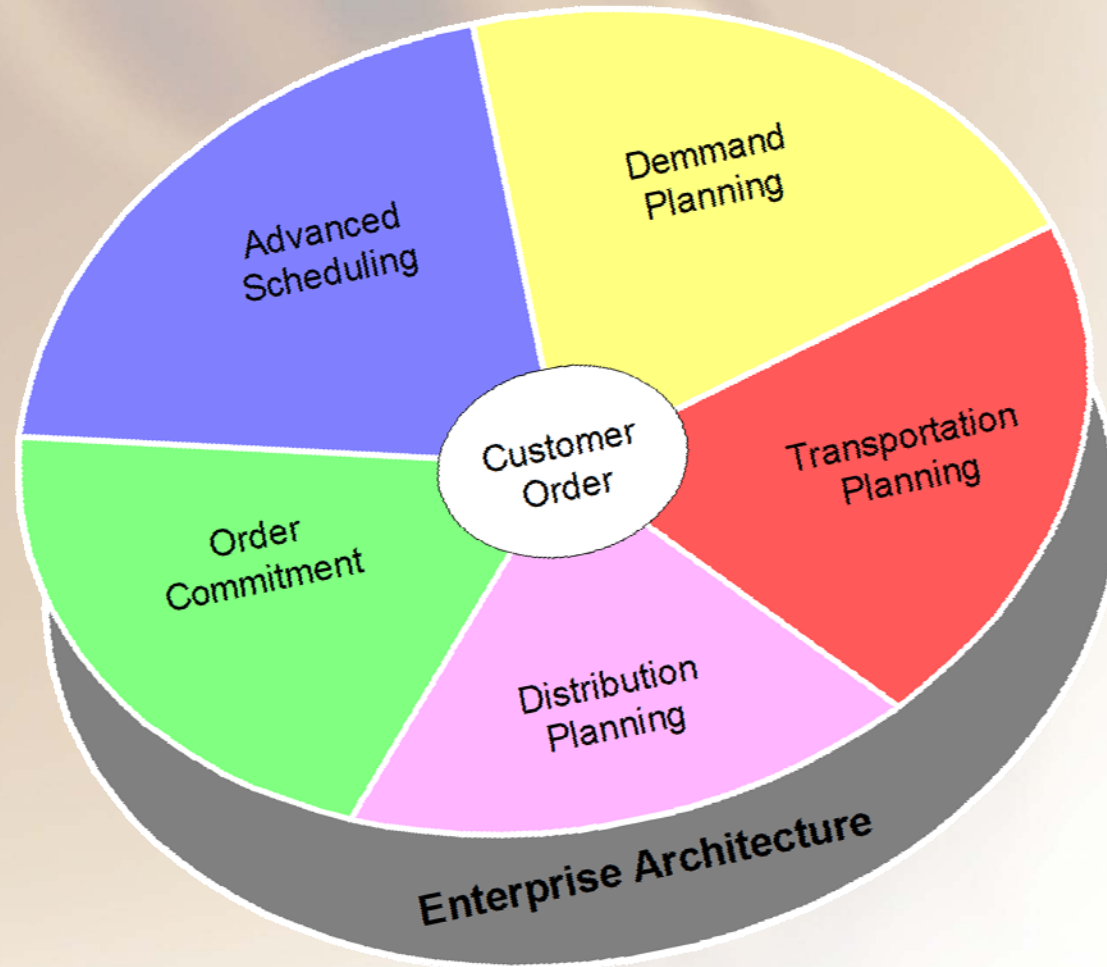 Demmand
Planning
Advanced
Scheduling
Transportation
Planning
Customer
Order
Order
Commitment
Distribution
Planning
Enterprise Architecture